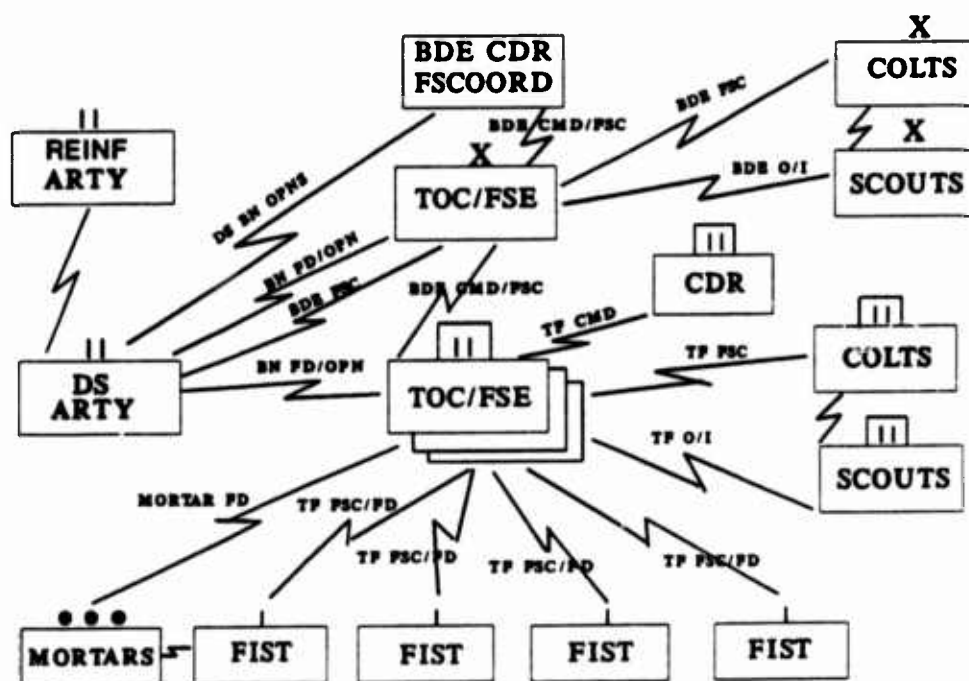 X
BDE CDR
FSCOORD
COLTS
BDE FSC
II
REINF
ARTY
BDE CMD/FSC
X
X
TOC/FSE
BDE O/I
SCOUTS
DS BN OPNS
II
CDR
BN FD/OPN
BDE FSC
BDE CMD/FSC
TF CMD
II
II
II
COLTS
TF FSC
DS
ARTY
BN FD/OPN
TOC/FSE
II
TF O/I
SCOUTS
MORTAR FD
TF FSC/FD
TF FSC/FD
TF FSC/FD
TF FSC/FD
MORTARS
FIST
FIST
FIST
FIST